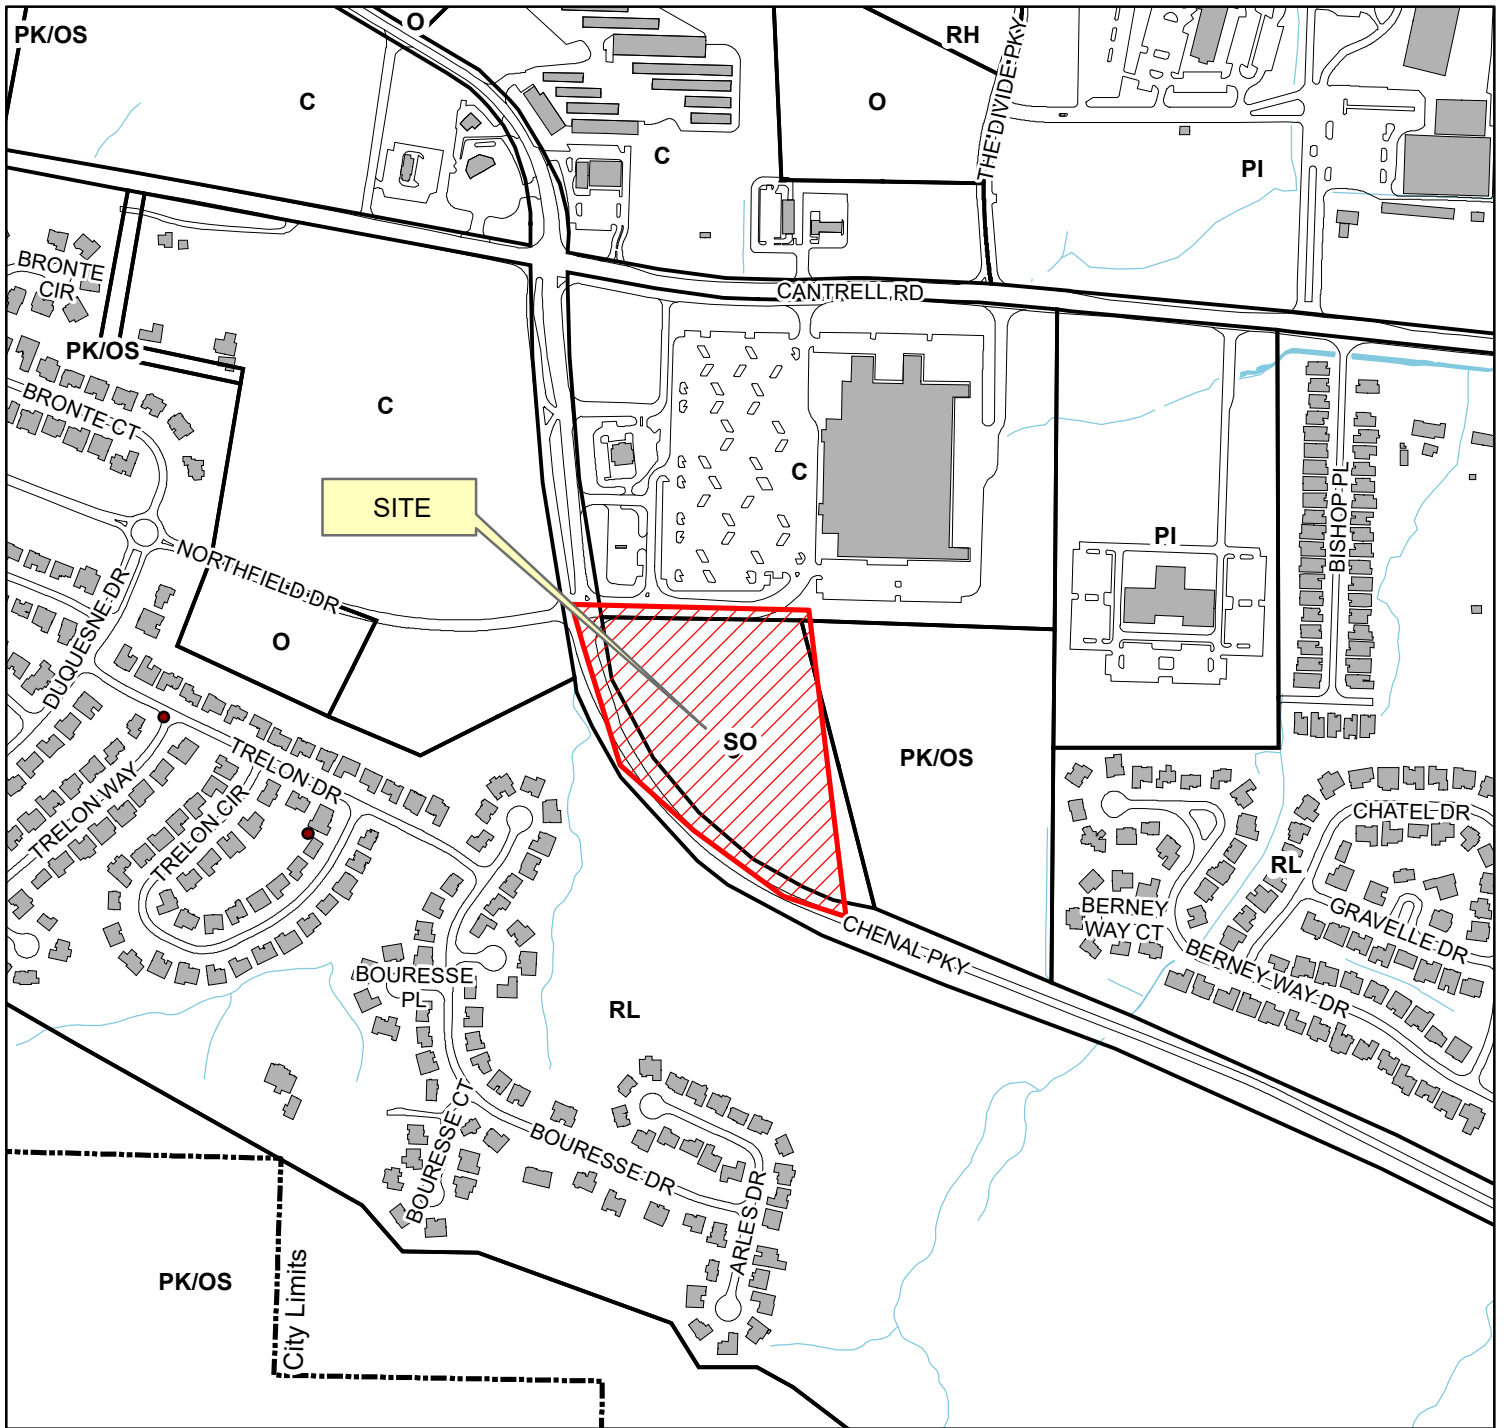 PK/OS
O
RH
THE DIVIDE PKY
C
O
C
PI
BRONTE
CIR
CANTRELL RD
PK/OS
BRONTE CT
C
C
SITE
BISHOP PL
PI
NORTHFIELD DR
DUQUESNE DR
O
SO
PK/OS
TRELON DR
TRELON WAY
TRELON CIR
CHATEL DR
RL
BERNEY
WAY CT
GRAVELLE DR
CHENAL PKY
BERNEY WAY DR
BOURESSE
PL
RL
BOURESSE CT
BOURESSE DR
ARLES DR
PK/OS
City Limits